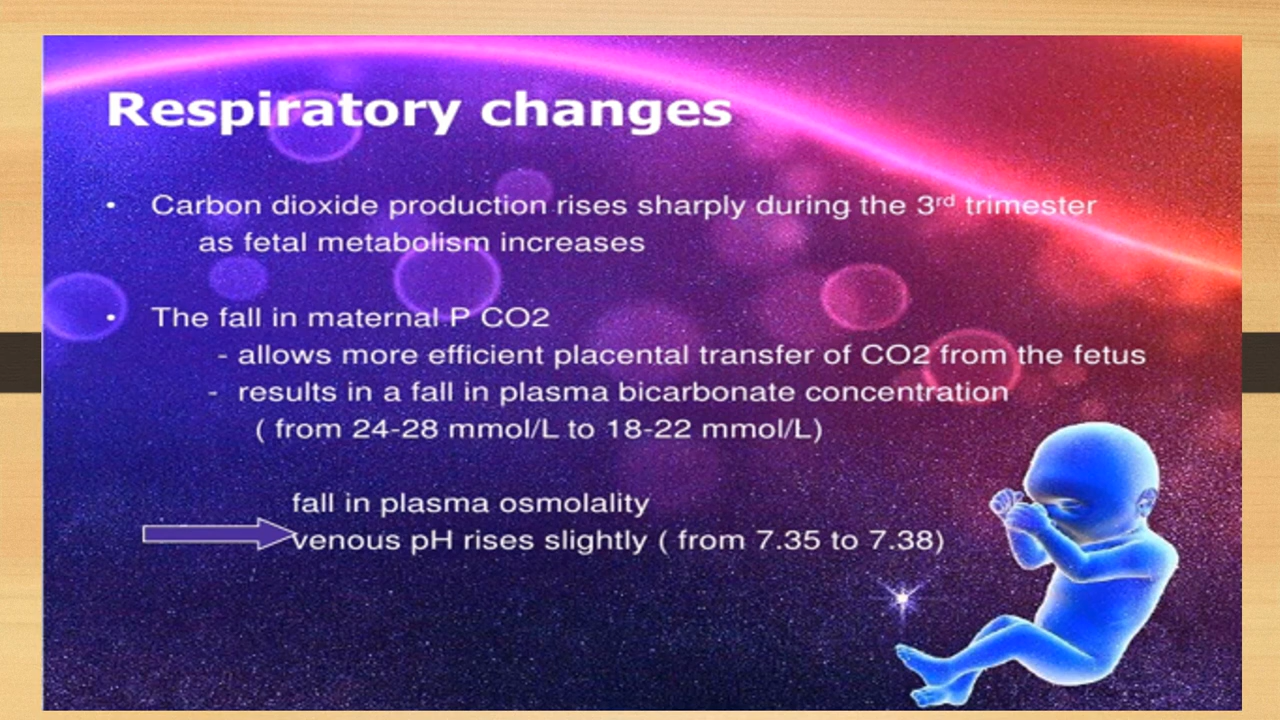 Respiratory changes
• Carbon dioxide production rises sharply during the 3rd trimester
as fetal metabolism increases
• The fall in maternal P CO2
- allows more efficient placental transfer of CO2 from the fetus
- results in a fall in plasma bicarbonate concentration
( from 24-28 mmol/L to 18-22 mmol/L)
fall in plasma osmolality
venous pH rises slightly ( from 7.35 to 7.38)